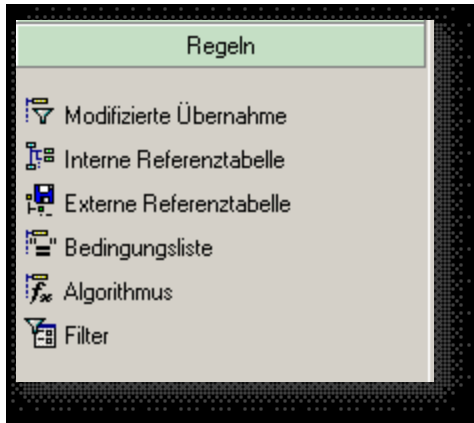 Regeln
Modifizierte Übernahme
Interne Referenztabelle
Externe Referenztabelle
Bedingungsliste
Algorithmus
Filter